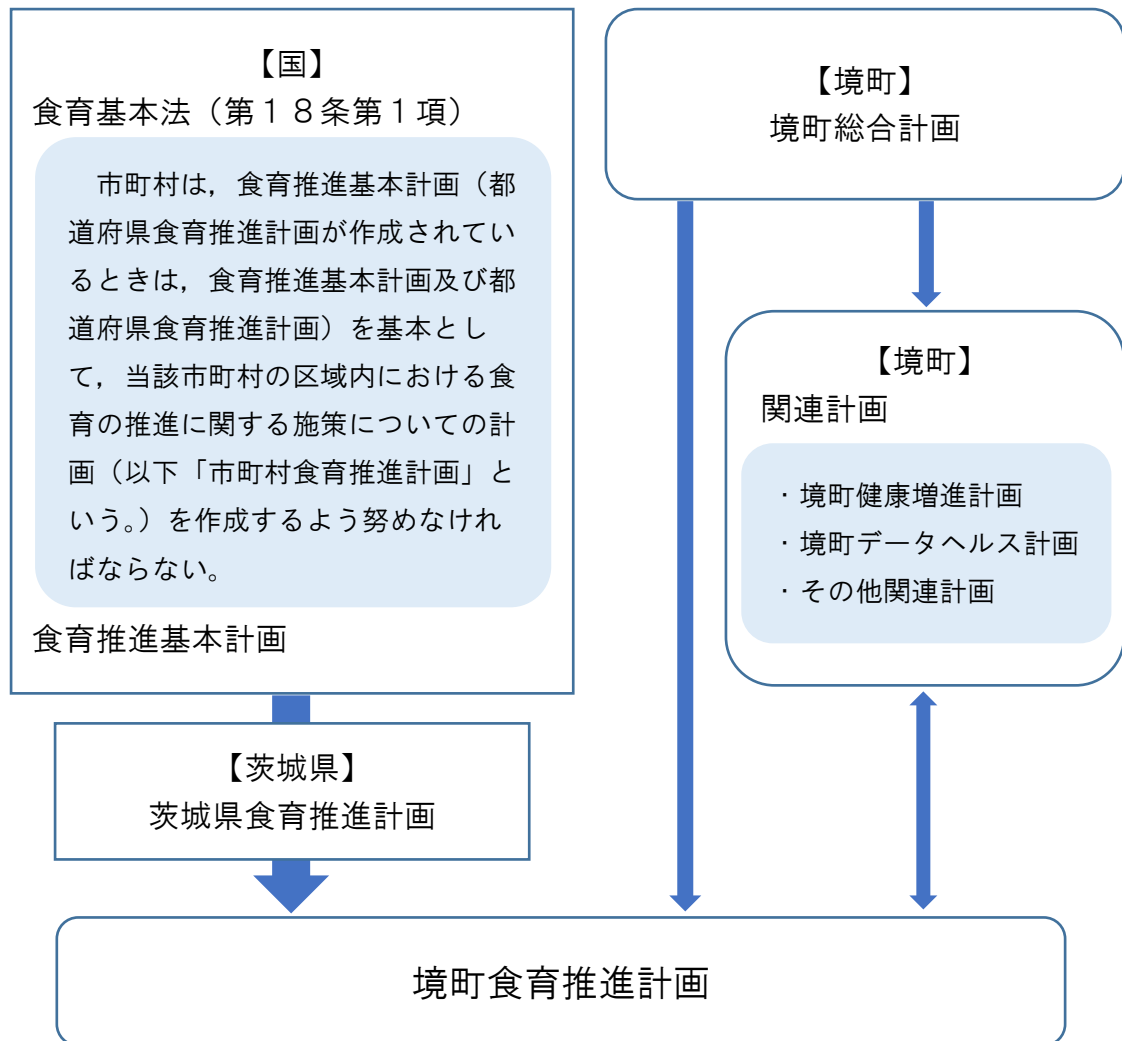 【国】
食育基本法（第１８条第１項）
　市町村は，食育推進基本計画（都
道府県食育推進計画が作成されてい
るときは，食育推進基本計画及び都
道府県食育推進計画）を基本とし
て，当該市町村の区域内における食
育の推進に関する施策についての計
画（以下「市町村食育推進計画」と
いう。）を作成するよう努めなけれ
ばならない。
食育推進基本計画
【茨城県】
茨城県食育推進計画
【境町】
境町総合計画
【境町】
関連計画
・境町健康増進計画
・境町データヘルス計画
・その他関連計画
境町食育推進計画